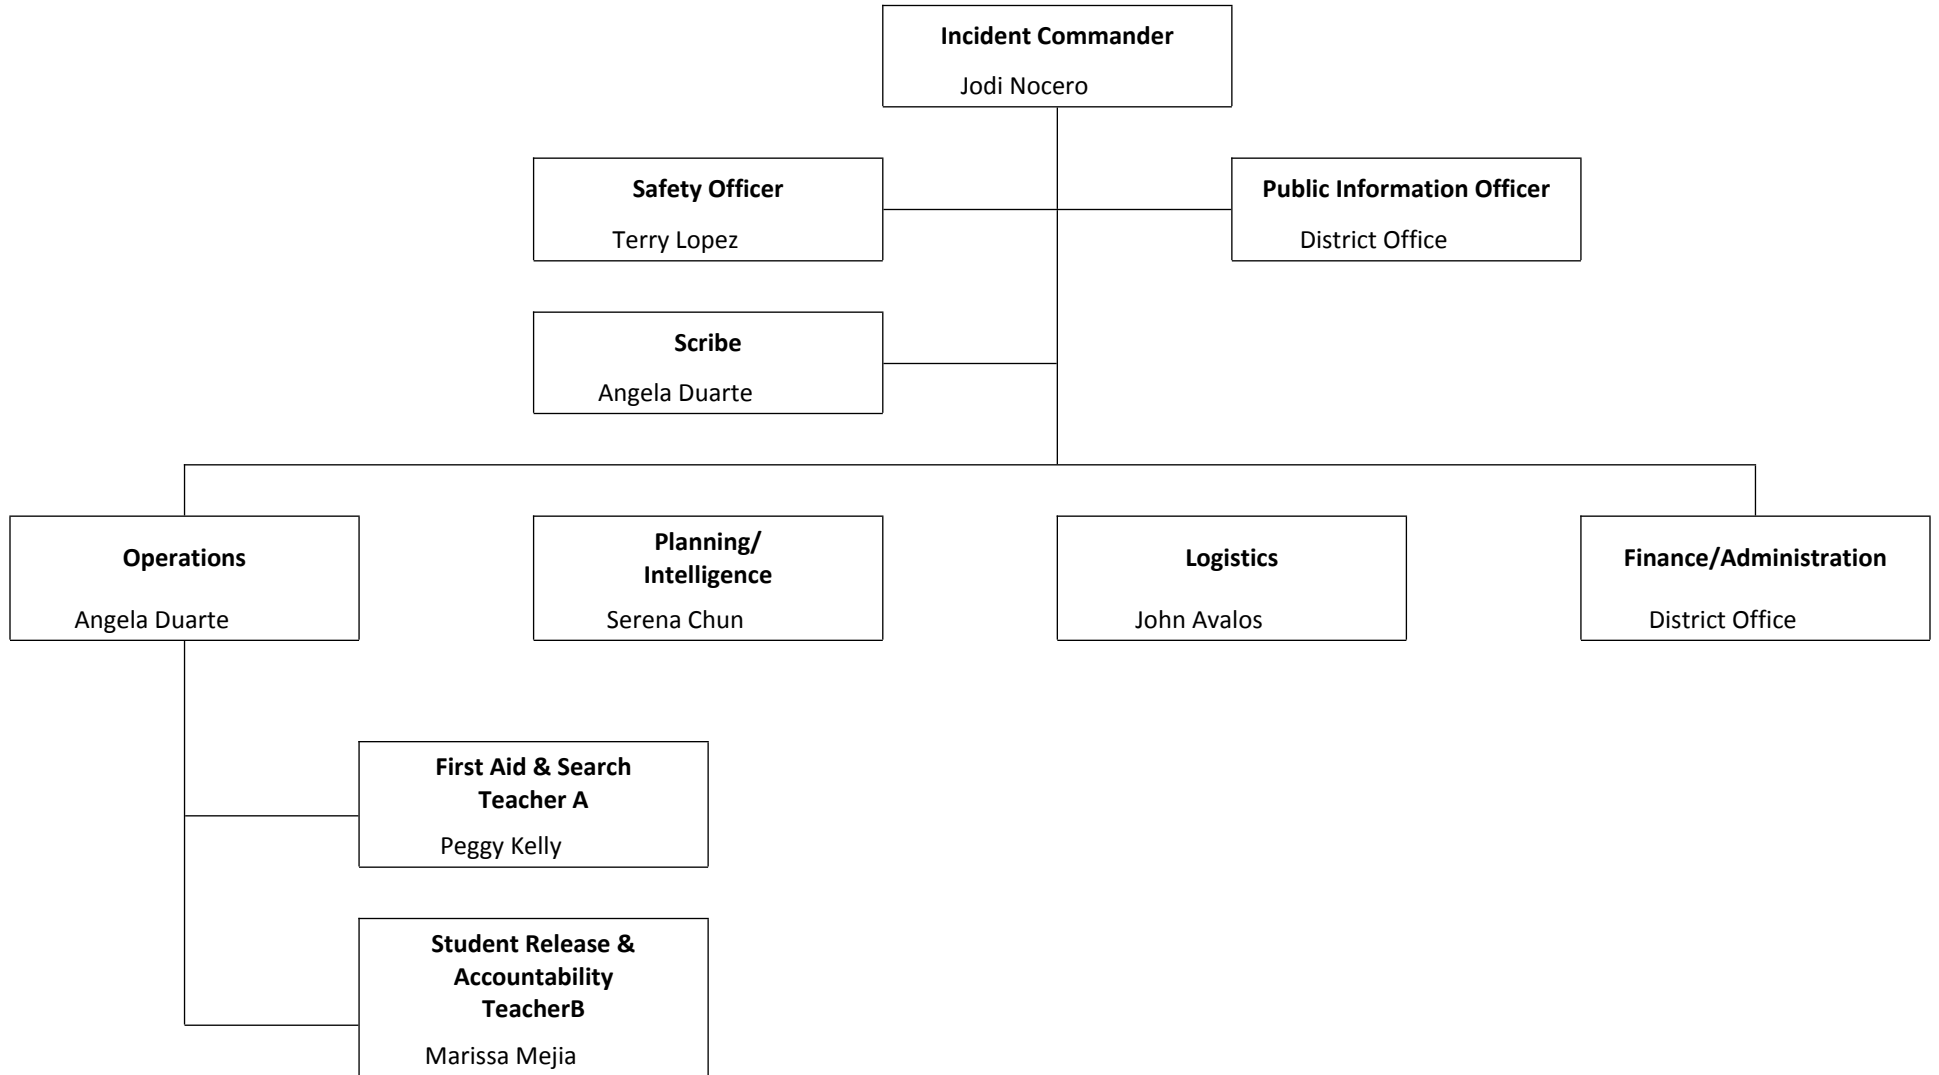 Incident Commander
Jodi Nocero
Safety Officer
Terry Lopez
Public Information Officer
District Office
Scribe
Angela Duarte
Operations
Angela Duarte
Planning/
Intelligence
Serena Chun
Logistics
John Avalos
Finance/Administration
District Office
First Aid & Search
Teacher A
Peggy Kelly
Student Release &
Accountability
TeacherB
Marissa Mejia